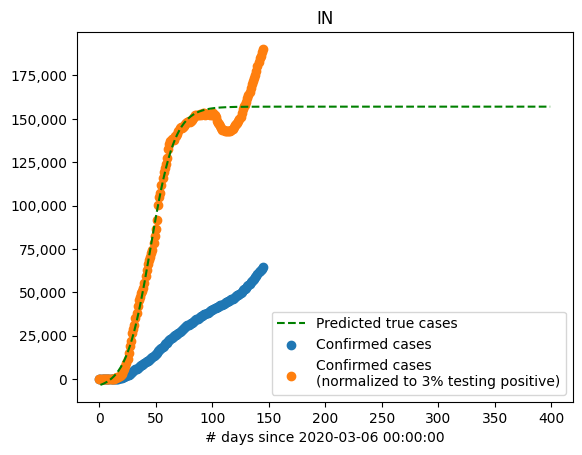 IN
175,000
150,000
125,000
100,000
75,000
50,000
25,000
0
Predicted true cases
Confirmed cases
Confirmed cases
(normalized to 3% testing positive)
0 50 100 150 200 250 300 350 400
# days since 2020-03-06 00:00:00